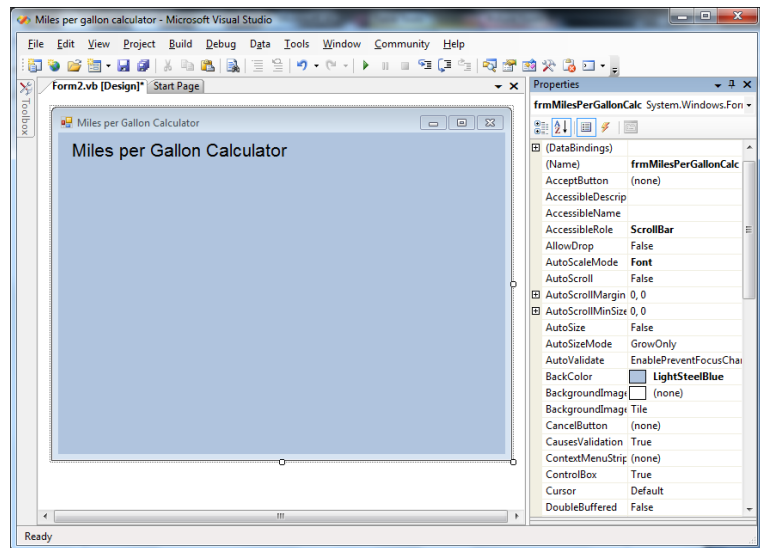 Miles per gallon calculator - Microsoft Visual Studio
File Edit View Project Build Debug Data Tools Window Community Help
Form2.vb [Design]* Start Page
Toolbox
Miles per Gallon Calculator
Miles per Gallon Calculator
Properties
frmMilesPerGallonCalc System.Windows.Forn
(DataBindings)
(Name) frmMilesPerGallonCalc
AcceptButton (none)
AccessibleDescrip
AccessibleName
AccessibleRole ScrollBar
AllowDrop False
AutoScaleMode Font
AutoScroll False
AutoScrollMargin 0, 0
AutoScrollMinSize 0, 0
AutoSize False
AutoSizeMode GrowOnly
AutoValidate EnablePreventFocusChar
BackColor LightSteelBlue
BackgroundImage (none)
BackgroundImage Tile
CancelButton (none)
CausesValidation True
ContextMenuStrip (none)
ControlBox True
Cursor Default
DoubleBuffered False
Ready